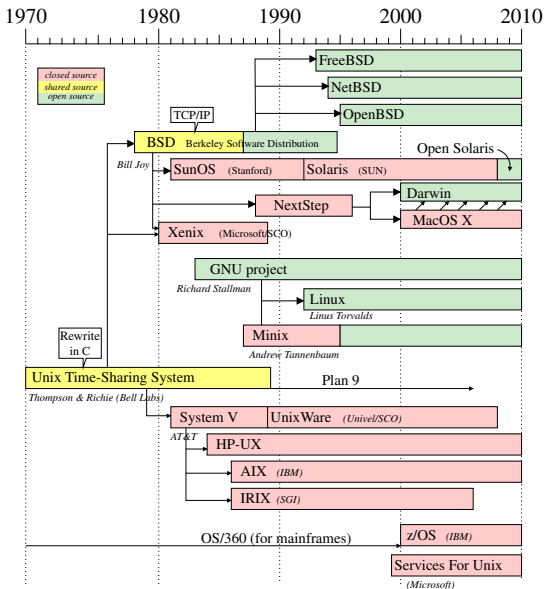 1970 1980 1990 2000 2010
FreeBSD
closed source
shared source
open source
NetBSD
TCP/IP
OpenBSD
BSD Berkeley Software Distribution
Open Solaris
Bill Joy
SunOS (Stanford) Solaris (SUN)
Darwin
NextStep
MacOS X
Xenix (Microsoft/SCO)
GNU project
Richard Stallman
Linux
Linus Torvalds
Minix
Andrew Tannenbaum
Rewrite
in C
Unix Time-Sharing System
Plan 9
Thompson & Richie (Bell Labs)
System V UnixWare (Univel/SCO)
AT&T
HP-UX
AIX (IBM)
IRIX (SGI)
z/OS (IBM)
OS/360 (for mainframes)
Services For Unix
(Microsoft)